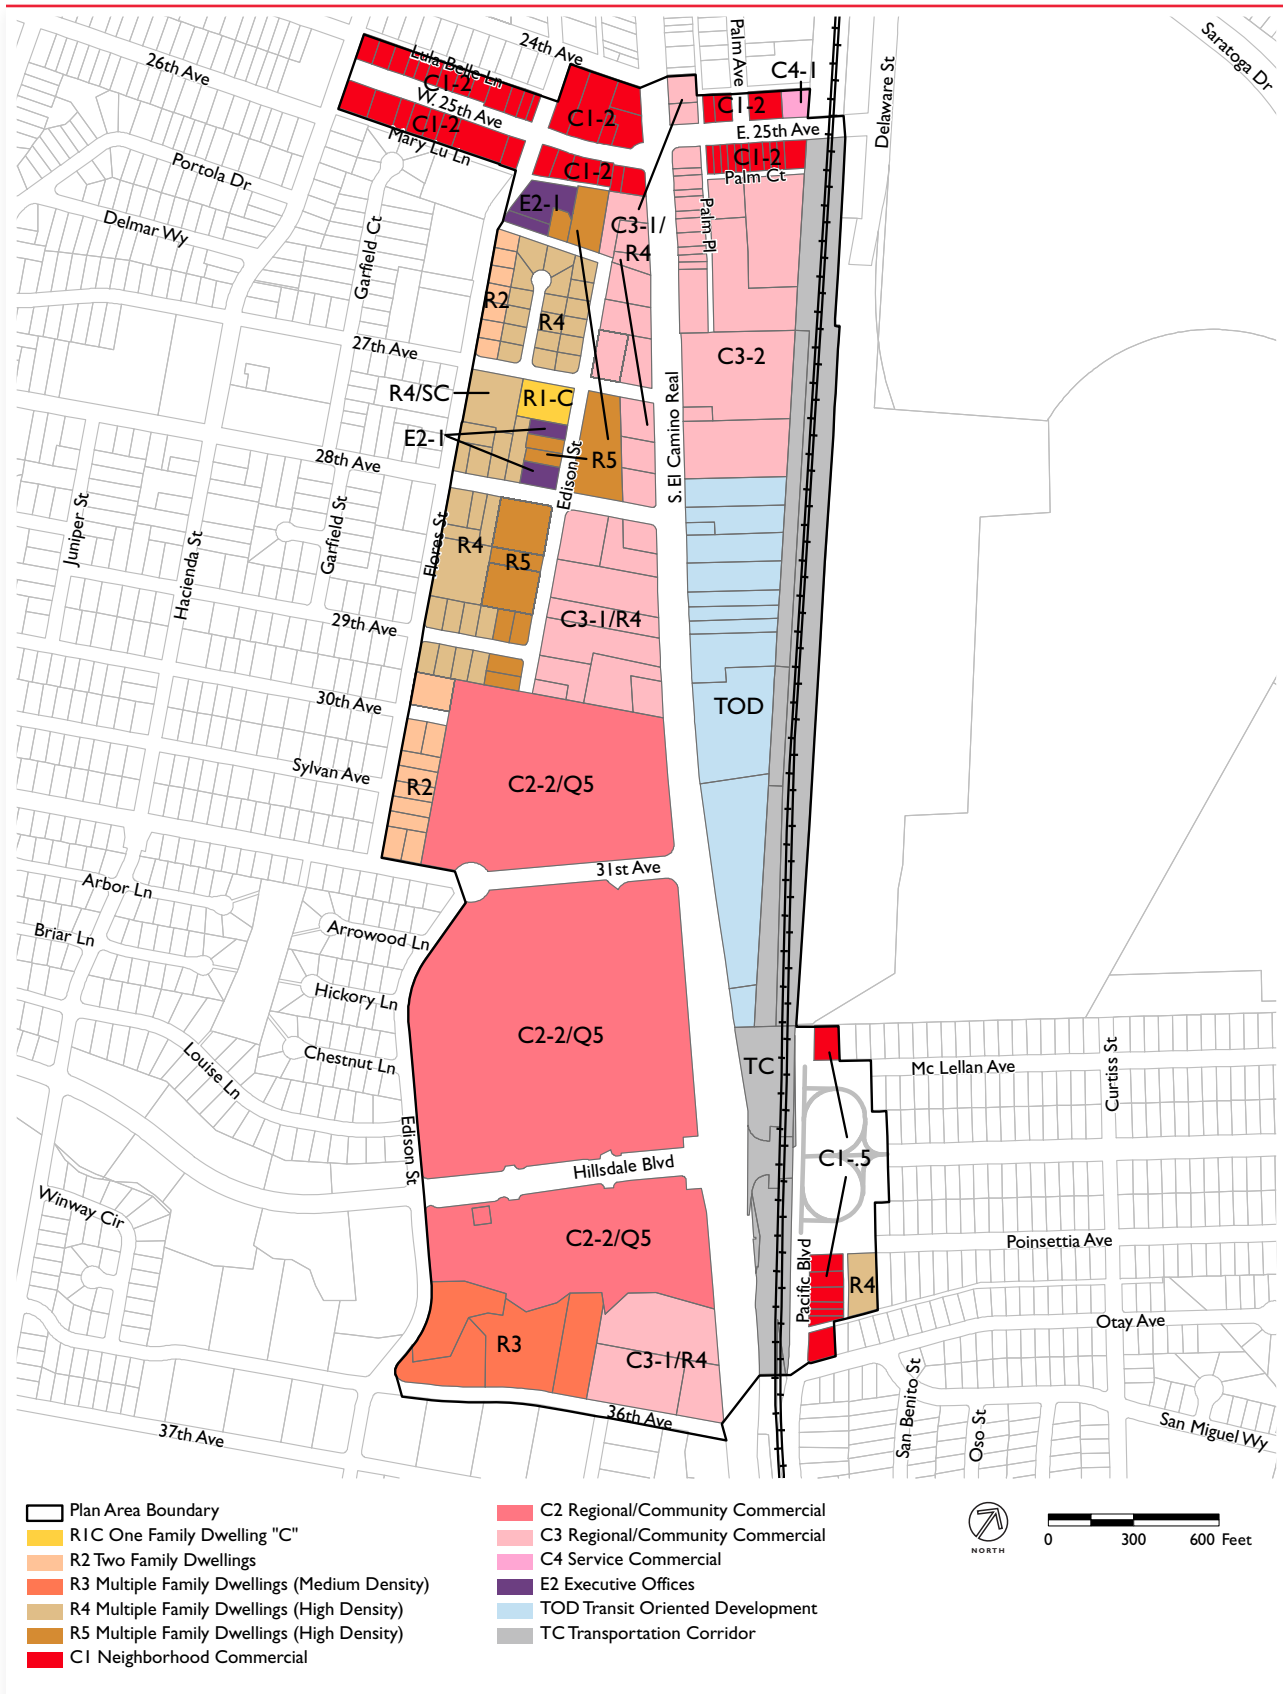 24th Ave
Palm Ave
Saratoga Dr
26th Ave
Lula Belle Ln
C4-1
C1-2
Delaware St
W. 25th Ave
C1-2
C1-2
C1-2
E. 25th Ave
Mary Lu Ln
C1-2
C1-2
Portola Dr
Palm Ct
E2-1
Palm Pl
Delmar Wy
C3-1/
R4
Garfield Ct
R2
R4
27th Ave
C3-2
R4/SC
R1-C
S. El Camino Real
E2-1
28th Ave
R5
Edison St
Juniper St
Garfield St
Flores St
R4
R5
Hacienda St
29th Ave
C3-1/R4
30th Ave
TOD
Sylvan Ave
R2
C2-2/Q5
31st Ave
Arbor Ln
Briar Ln
Arrowood Ln
Hickory Ln
C2-2/Q5
Louise Ln
Chestnut Ln
TC
Mc Lellan Ave
Curtiss St
Edison St
C1-.5
Hillsdale Blvd
Winway Cir
C2-2/Q5
Poinsettia Ave
Pacific Blvd
R4
Otay Ave
R3
C3-1/R4
San Benito St
36th Ave
Oso St
San Miguel Wy
37th Ave
Plan Area Boundary
R1C One Family Dwelling "C"
R2 Two Family Dwellings
R3 Multiple Family Dwellings (Medium Density)
R4 Multiple Family Dwellings (High Density)
R5 Multiple Family Dwellings (High Density)
C1 Neighborhood Commercial
C2 Regional/Community Commercial
C3 Regional/Community Commercial
C4 Service Commercial
E2 Executive Offices
TOD Transit Oriented Development
TC Transportation Corridor
NORTH
0 300 600 Feet